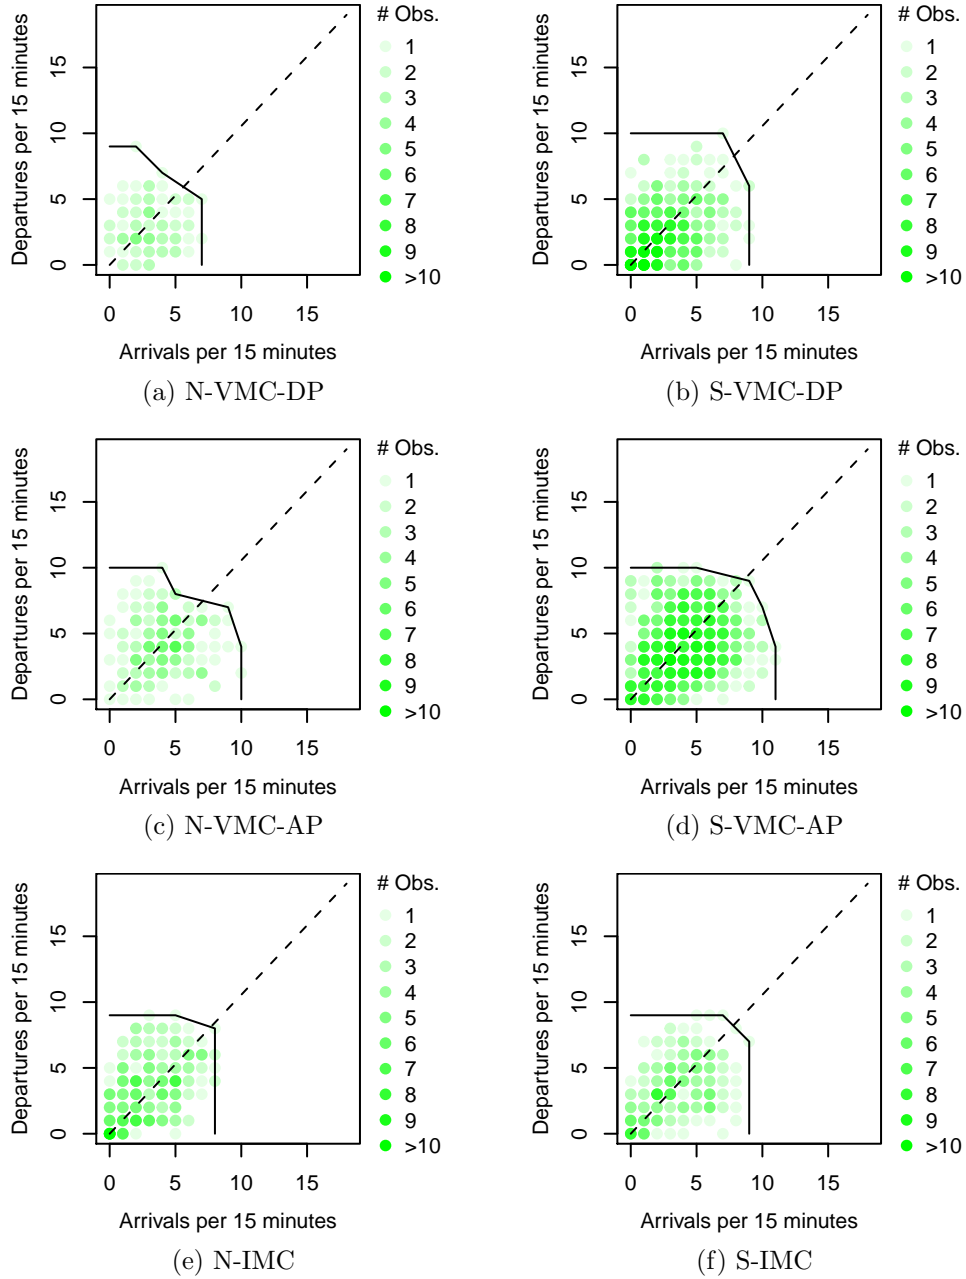 Departures per 15 minutes
0 5 10 15
0 5 10 15
Arrivals per 15 minutes
# Obs.
1
2
3
4
5
6
7
8
9
>10
(a) N-VMC-DP
Departures per 15 minutes
0 5 10 15
0 5 10 15
Arrivals per 15 minutes
# Obs.
1
2
3
4
5
6
7
8
9
>10
(b) S-VMC-DP
Departures per 15 minutes
0 5 10 15
0 5 10 15
Arrivals per 15 minutes
# Obs.
1
2
3
4
5
6
7
8
9
>10
(c) N-VMC-AP
Departures per 15 minutes
0 5 10 15
0 5 10 15
Arrivals per 15 minutes
# Obs.
1
2
3
4
5
6
7
8
9
>10
(d) S-VMC-AP
Departures per 15 minutes
0 5 10 15
0 5 10 15
Arrivals per 15 minutes
# Obs.
1
2
3
4
5
6
7
8
9
>10
(e) N-IMC
Departures per 15 minutes
0 5 10 15
0 5 10 15
Arrivals per 15 minutes
# Obs.
1
2
3
4
5
6
7
8
9
>10
(f) S-IMC